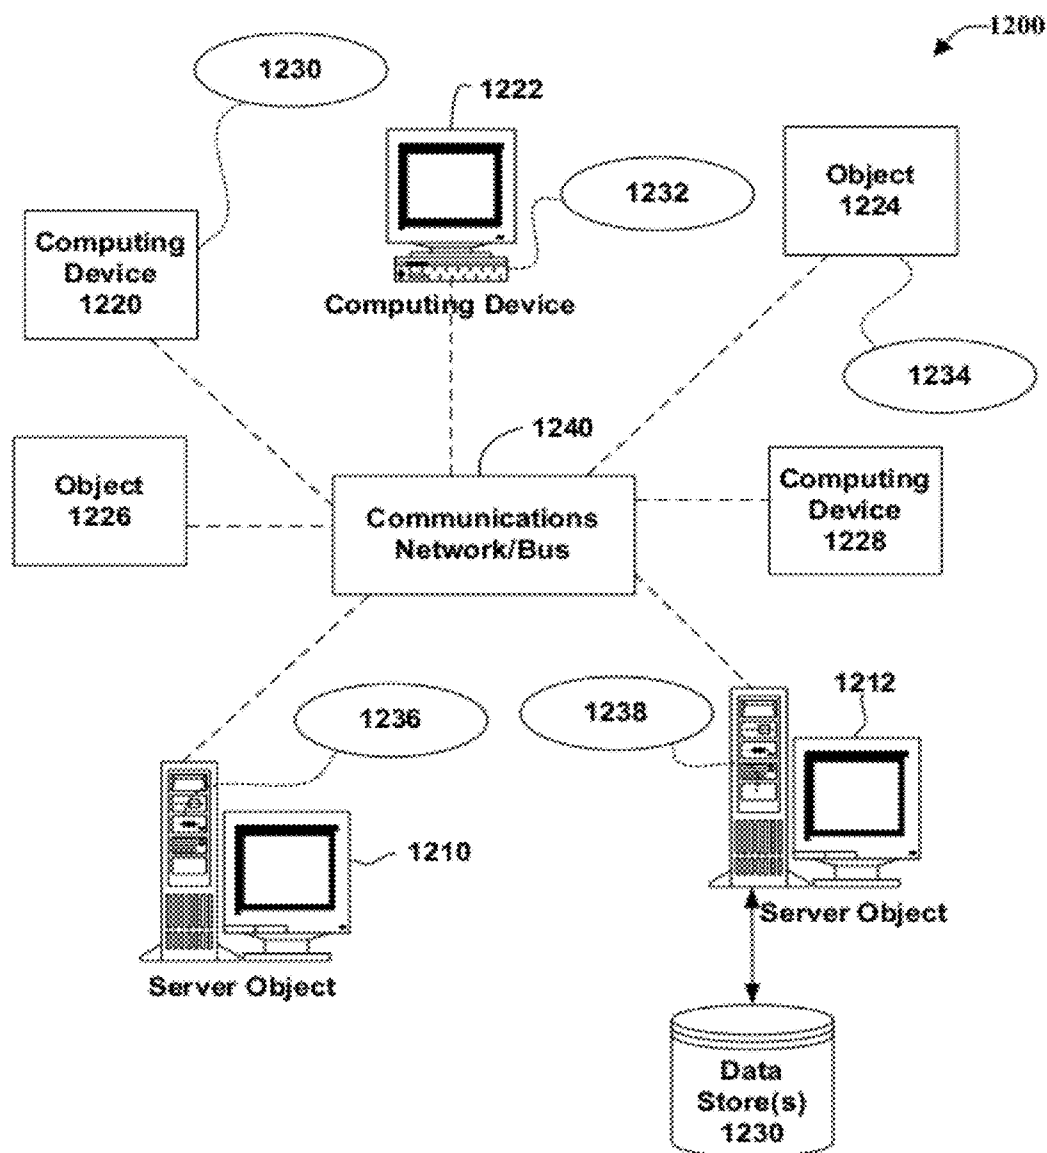 1200
1230
1222
Object
1224
1232
Computing
Device
1220
Computing Device
1234
1240
Object
1226
Communications
Network/Bus
Computing
Device
1228
1236
1238
1212
1210
Server Object
Server Object
Data
Store(s)
1230